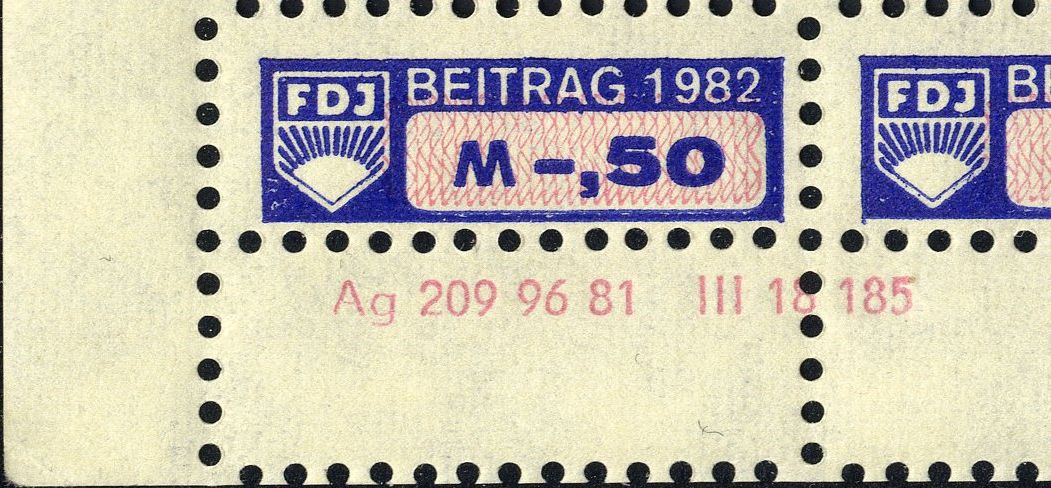 FDJ BEITRAG 1982
M -,50
FDJ
Ag 209 96 81 III 18 185